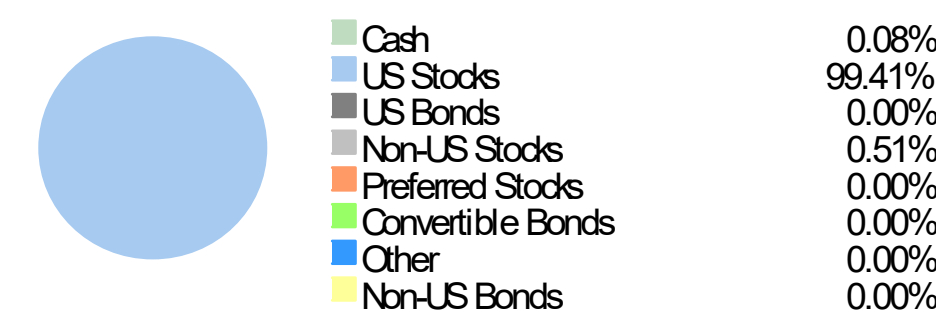 Cash 0.08%
US Stocks 99.41%
US Bonds 0.00%
Non-US Stocks 0.51%
Preferred Stocks 0.00%
Convertible Bonds 0.00%
Other 0.00%
Non-US Bonds 0.00%